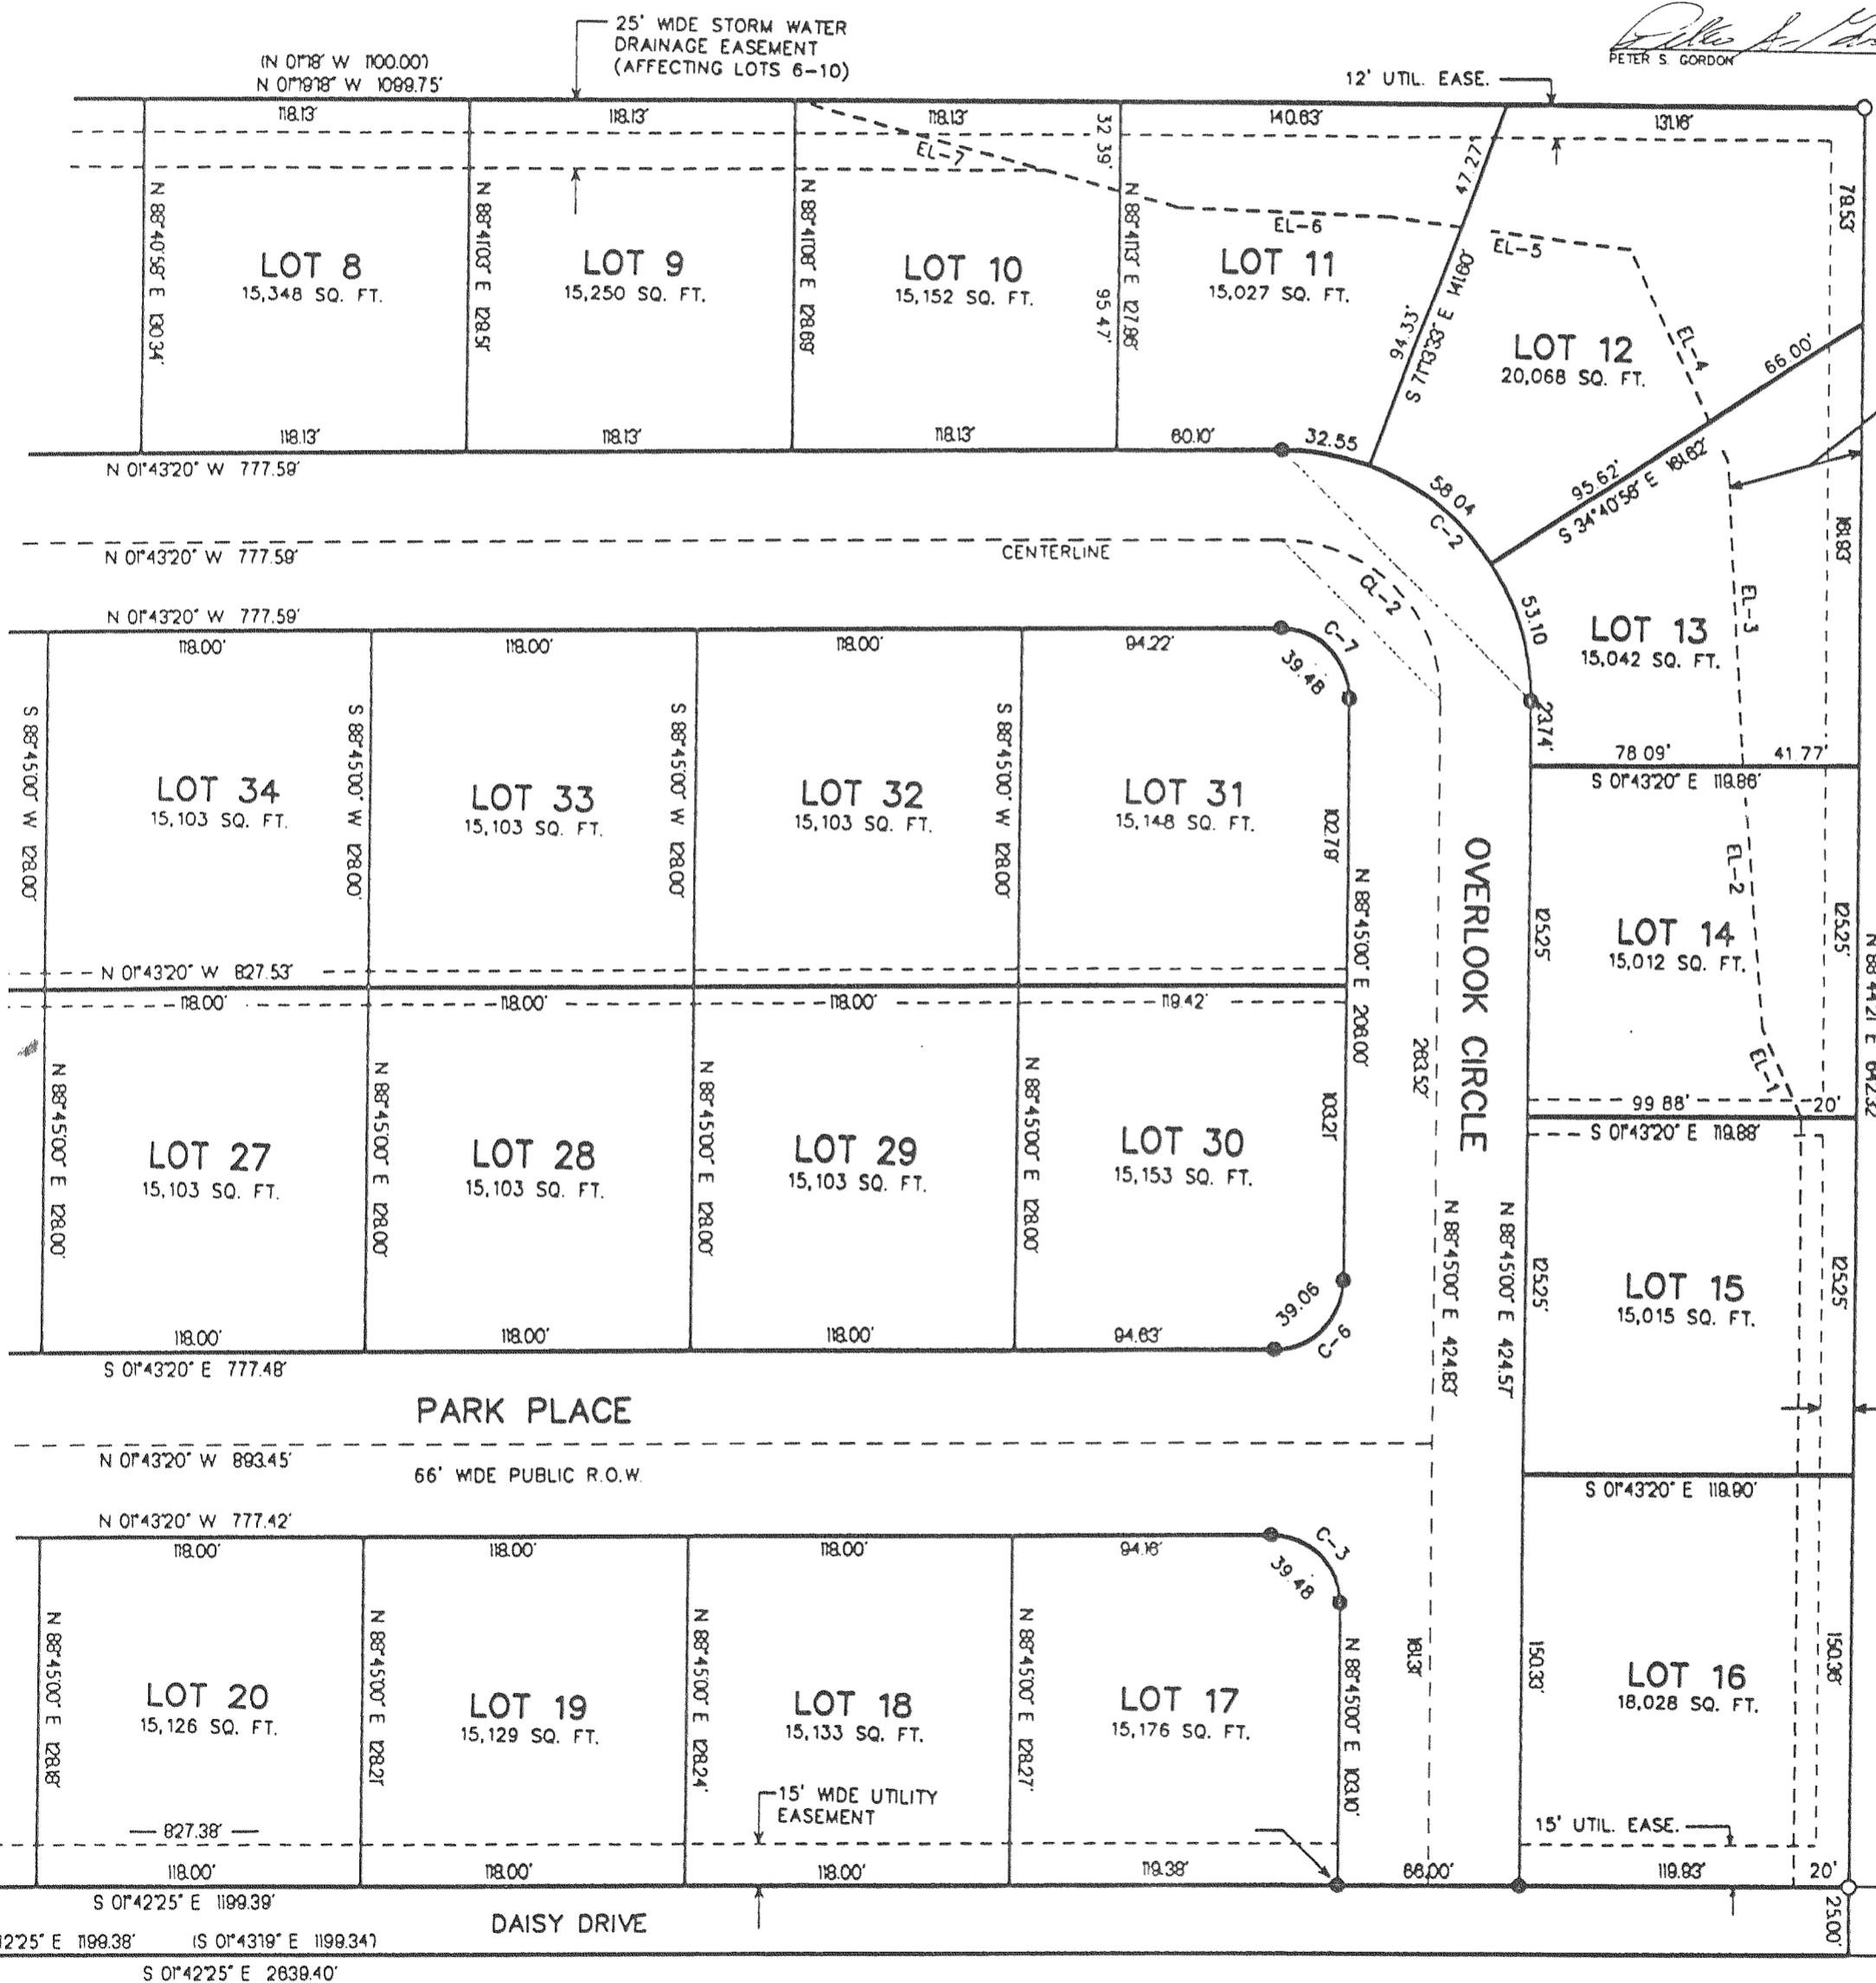 25' WIDE STORM WATER
DRAINAGE EASEMENT
(AFFECTING LOTS 6-10)
(N 01°18' W 1100.00')
N 01°19'18" W 1099.75'
PETER S. GORDON
12' UTIL. EASE.
118.13'
118.13'
118.13'
140.63'
131.16'
32.39'
EL-7
47.27'
79.53'
N 88°40'58" E 130.34'
N 88°41'03" E 128.51'
N 88°41'08" E 128.69'
N 88°41'13" E 127.86'
95.47'
EL-6
EL-5
LOT 8
15,348 SQ. FT.
LOT 9
15,250 SQ. FT.
LOT 10
15,152 SQ. FT.
LOT 11
15,027 SQ. FT.
94.33'
S 71°13'33" E 141.60'
LOT 12
20,068 SQ. FT.
EL-4
66.00'
118.13'
118.13'
118.13'
60.10'
32.55
N 01°43'20" W 777.59'
58.04
C-2
95.62'
S 34°40'58" E 161.62'
N 01°43'20" W 777.59'
CENTERLINE
CL-2
N 01°43'20" W 777.59'
118.00'
118.00'
118.00'
94.22'
C-7
39.48
53.10
EL-3
LOT 13
15,042 SQ. FT.
23.74'
78.09'
41.77'
S 01°43'20" E 119.86'
S 88°45'00" W 128.00'
S 88°45'00" W 128.00'
S 88°45'00" W 128.00'
S 88°45'00" W 128.00'
LOT 34
15,103 SQ. FT.
LOT 33
15,103 SQ. FT.
LOT 32
15,103 SQ. FT.
LOT 31
15,148 SQ. FT.
102.79'
N 88°45'00" E 206.00'
OVERLOOK CIRCLE
EL-2
125.25'
LOT 14
15,012 SQ. FT.
125.25'
N 01°43'20" W 827.53'
118.00'
118.00'
118.00'
119.42'
263.52'
EL-1
99.88'
20'
S 01°43'20" E 119.88'
N 88°45'00" E 128.00'
N 88°45'00" E 128.00'
N 88°45'00" E 128.00'
N 88°45'00" E 128.00'
LOT 27
15,103 SQ. FT.
LOT 28
15,103 SQ. FT.
LOT 29
15,103 SQ. FT.
LOT 30
15,153 SQ. FT.
103.21'
N 88°45'00" E 424.83'
N 88°45'00" E 424.57'
125.25'
LOT 15
15,015 SQ. FT.
125.25'
118.00'
118.00'
118.00'
94.63'
39.06
C-6
S 01°43'20" E 777.48'
PARK PLACE
N 01°43'20" W 893.45'
66' WIDE PUBLIC R.O.W.
S 01°43'20" E 119.90'
N 01°43'20" W 777.42'
118.00'
118.00'
118.00'
94.16'
C-3
39.48
N 88°45'00" E 128.18'
N 88°45'00" E 128.21'
N 88°45'00" E 128.24'
N 88°45'00" E 128.27'
LOT 20
15,126 SQ. FT.
LOT 19
15,129 SQ. FT.
LOT 18
15,133 SQ. FT.
LOT 17
15,176 SQ. FT.
N 88°45'00" E 103.10'
161.31'
150.33'
LOT 16
18,028 SQ. FT.
150.36'
15' WIDE UTILITY
EASEMENT
827.38'
15' UTIL. EASE.
118.00'
118.00'
118.00'
119.38'
66.00'
119.93'
20'
S 01°42'25" E 1199.39'
DAISY DRIVE
25.00'
2'25" E 1199.38' (S 01°43'19" E 1199.34')
S 01°42'25" E 2639.40'